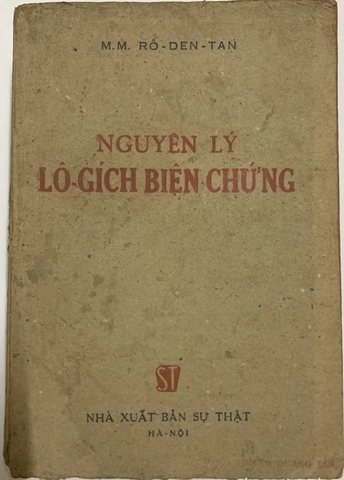 M.M. RÔ-DEN-TAN
NGUYÊN LÝ
LÔ-GÍCH BIỆN CHỨNG
ST
NHÀ XUẤT BẢN SỰ THẬT
HÀ-NỘI